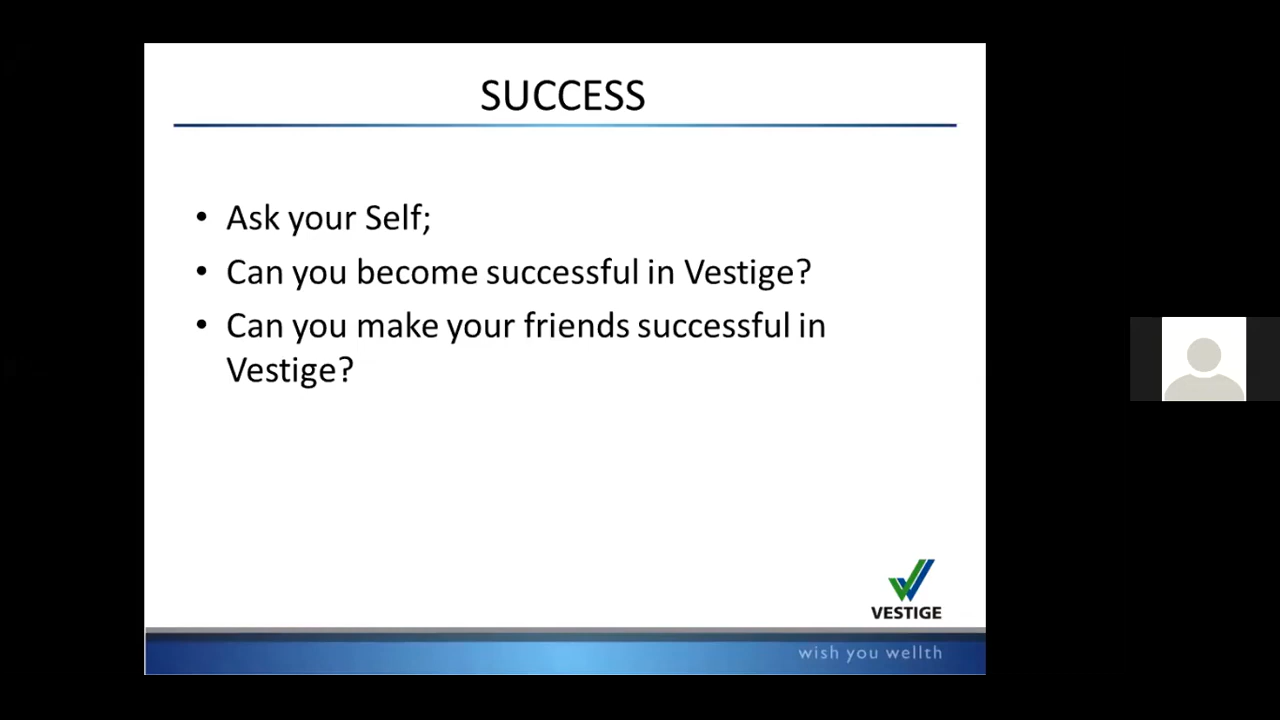 SUCCESS
• Ask your Self;
• Can you become successful in Vestige?
• Can you make your friends successful in
Vestige?
VESTIGE
wish you wellth